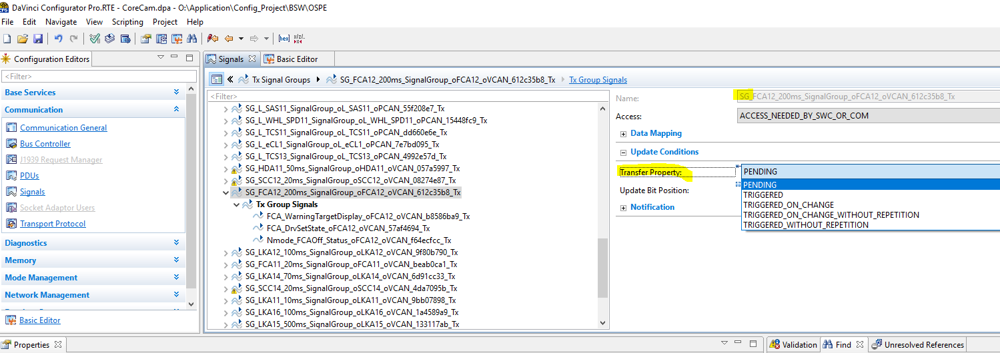 DaVinci Configurator Pro.RTE - CoreCam.dpa - O:\Application\Config_Project\BSW\OSPE
File Edit Navigate View Scripting Project Help
Configuration Editors
<Filter>
Base Services
Communication
Communication General
Bus Controller
J1939 Request Manager
PDUs
Signals
Socket Adaptor Users
Transport Protocol
Diagnostics
Memory
Mode Management
Network Management
Basic Editor
Signals
Basic Editor
Tx Signal Groups
SG_FCA12_200ms_SignalGroup_oFCA12_oVCAN_612c35b8_Tx
Tx Group Signals
<Filter>
SG_L_SAS11_SignalGroup_oL_SAS11_oPCAN_55f208e7_Tx
SG_L_WHL_SPD11_SignalGroup_oL_WHL_SPD11_oPCAN_15448fc9_Tx
SG_L_TCS11_SignalGroup_oL_TCS11_oPCAN_dd660e6e_Tx
SG_L_eCL1_SignalGroup_oL_eCL1_oPCAN_7e7bd095_Tx
SG_L_TCS13_SignalGroup_oL_TCS13_oPCAN_4992e57d_Tx
SG_HDA11_50ms_SignalGroup_oHDA11_oVCAN_057a5997_Tx
SG_SCC12_20ms_SignalGroup_oSCC12_oVCAN_08274e87_Tx
SG_FCA12_200ms_SignalGroup_oFCA12_oVCAN_612c35b8_Tx
Tx Group Signals
FCA_WarningTargetDisplay_oFCA12_oVCAN_b8586ba9_Tx
FCA_DrvSetState_oFCA12_oVCAN_57af4694_Tx
Nmode_FCAOff_Status_oFCA12_oVCAN_f64ecfcc_Tx
SG_LKA12_100ms_SignalGroup_oLKA12_oVCAN_9f80b790_Tx
SG_FCA11_20ms_SignalGroup_oFCA11_oVCAN_beab0ca1_Tx
SG_LKA14_70ms_SignalGroup_oLKA14_oVCAN_6d91cc33_Tx
SG_SCC14_20ms_SignalGroup_oSCC14_oVCAN_4da7095b_Tx
SG_LKA11_10ms_SignalGroup_oLKA11_oVCAN_9bb07898_Tx
SG_LKA16_100ms_SignalGroup_oLKA16_oVCAN_1a4589a9_Tx
SG_LKA15_500ms_SignalGroup_oLKA15_oVCAN_133117ab_Tx
Name: SG_FCA12_200ms_SignalGroup_oFCA12_oVCAN_612c35b8_Tx
Access: ACCESS_NEEDED_BY_SWC_OR_COM
Data Mapping
Update Conditions
Transfer Property: PENDING
PENDING
Update Bit Position:
TRIGGERED
TRIGGERED_ON_CHANGE
TRIGGERED_ON_CHANGE_WITHOUT_REPETITION
TRIGGERED_WITHOUT_REPETITION
Notification
Properties
Validation Find Unresolved References